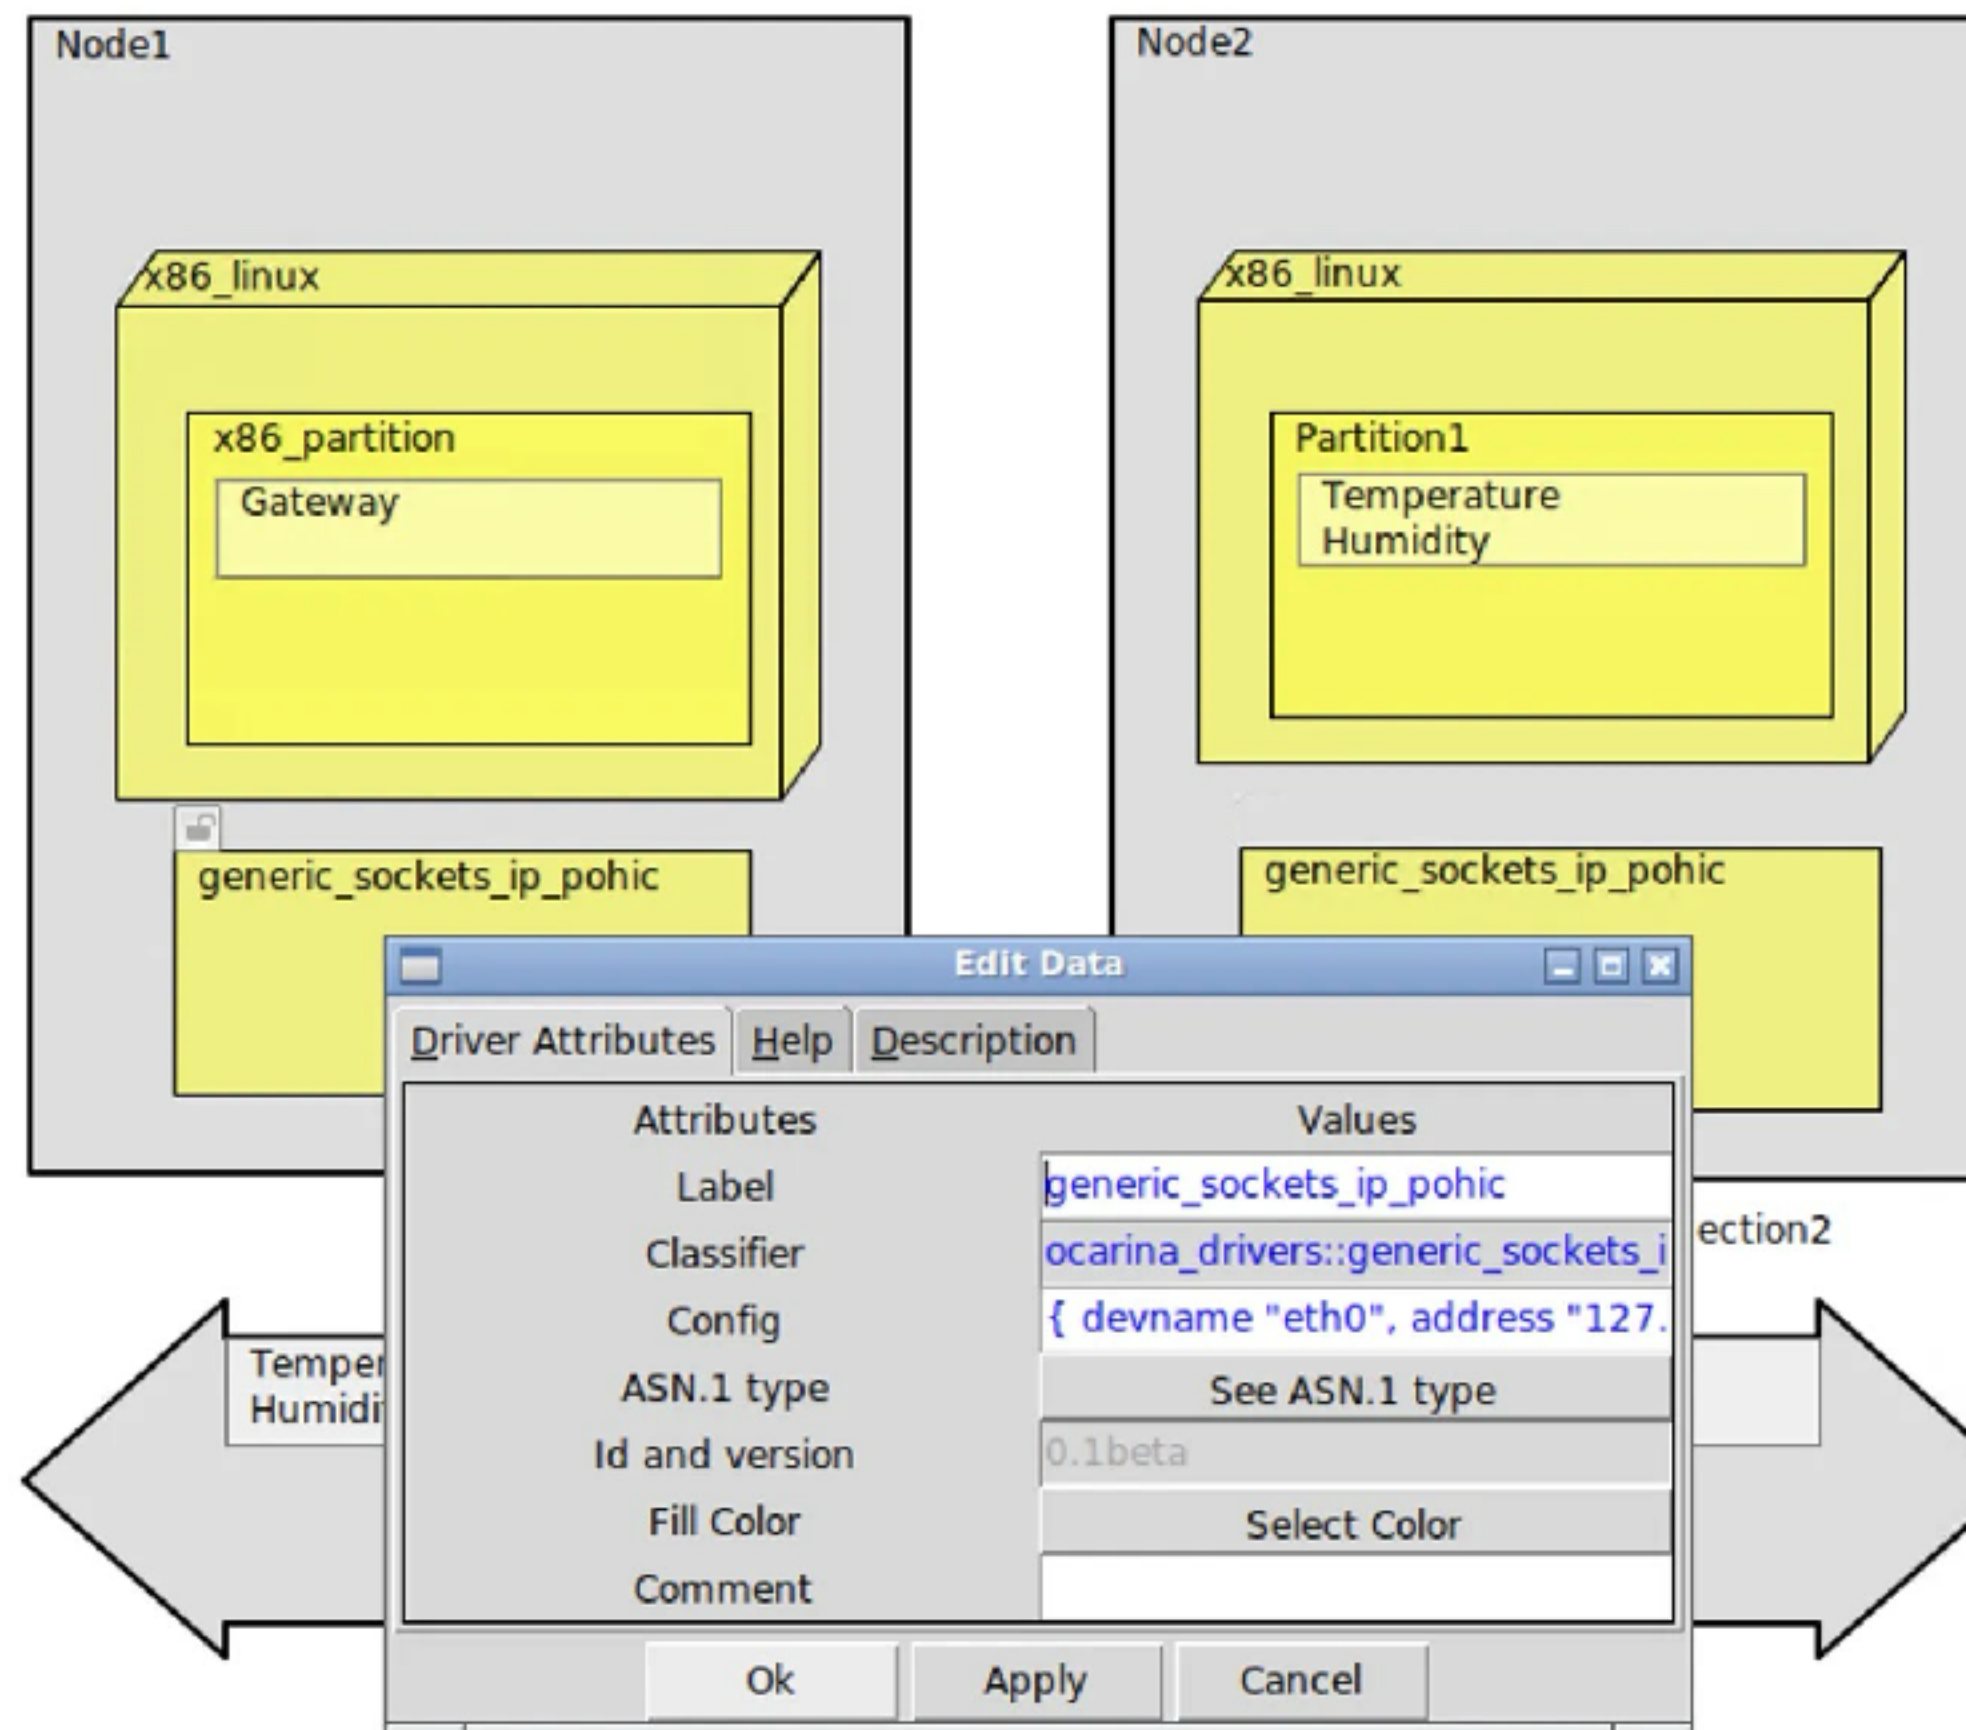 Node1
x86_linux
x86_partition
Gateway
generic_sockets_ip_pohic
Node2
x86_linux
Partition1
Temperature
Humidity
generic_sockets_ip_pohic
Edit Data
Driver Attributes
Help
Description
Attributes
Values
Label
generic_sockets_ip_pohic
Classifier
ocarina_drivers::generic_sockets_i
Config
{ devname "eth0", address "127.
ASN.1 type
See ASN.1 type
Id and version
0.1beta
Fill Color
Select Color
Comment
Ok
Apply
Cancel
ection2
Temper
Humidi